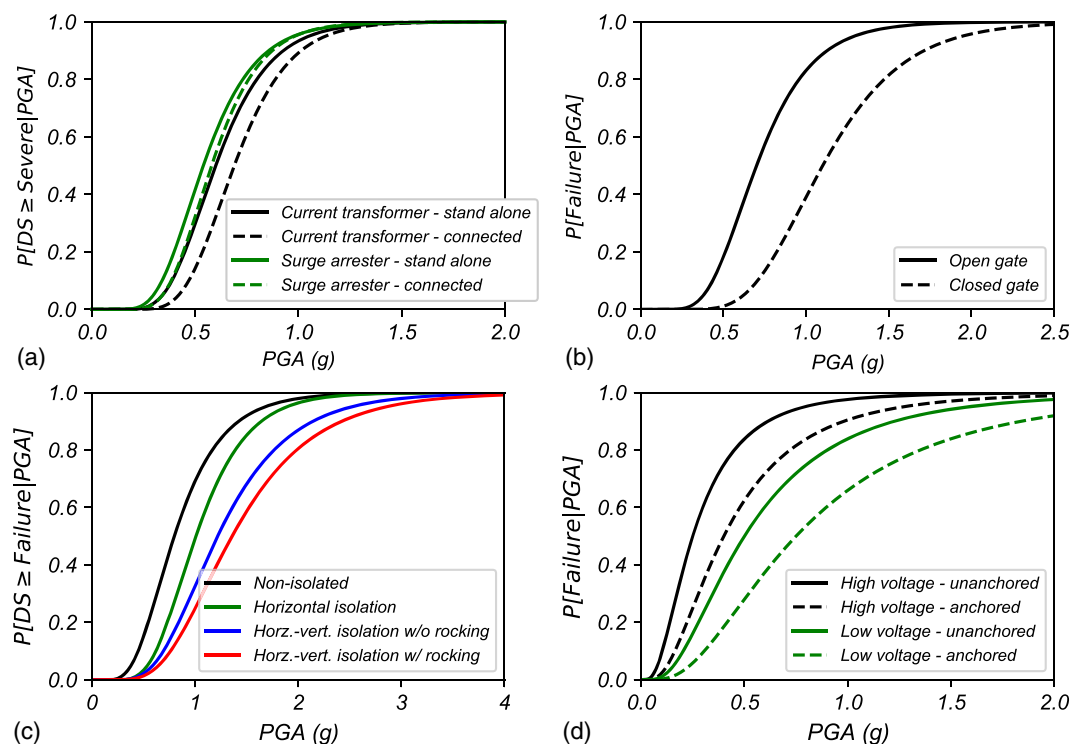 P[DS ≥ Severe|PGA]
1.0
0.8
0.6
0.4
0.2
0.0
Current transformer - stand alone
Current transformer - connected
Surge arrester - stand alone
Surge arrester - connected
0.0 0.5 1.0 1.5 2.0
PGA (g)
(a)
P[Failure|PGA]
1.0
0.8
0.6
0.4
0.2
0.0
Open gate
Closed gate
0.0 0.5 1.0 1.5 2.0 2.5
PGA (g)
(b)
P[DS ≥ Failure|PGA]
1.0
0.8
0.6
0.4
0.2
0.0
Non-isolated
Horizontal isolation
Horz.-vert. isolation w/o rocking
Horz.-vert. isolation w/ rocking
0 1 2 3 4
PGA (g)
(c)
P[Failure|PGA]
1.0
0.8
0.6
0.4
0.2
0.0
High voltage - unanchored
High voltage - anchored
Low voltage - unanchored
Low voltage - anchored
0.0 0.5 1.0 1.5 2.0
PGA (g)
(d)